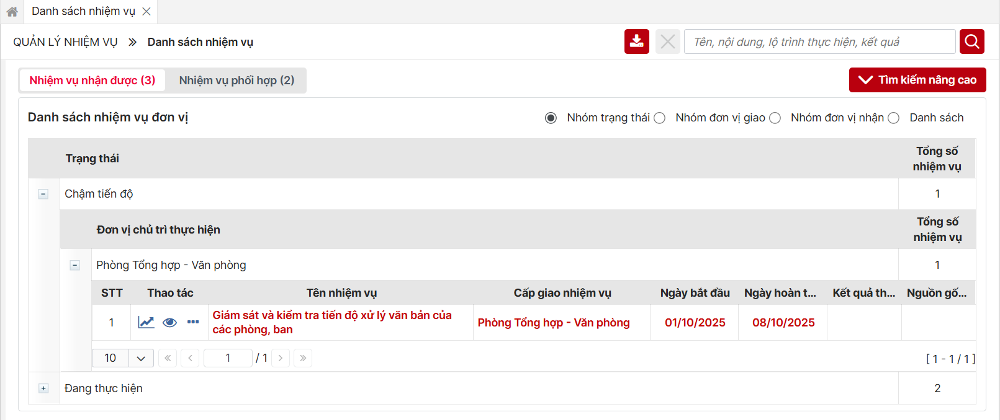 Danh sách nhiệm vụ
QUẢN LÝ NHIỆM VỤ » Danh sách nhiệm vụ
Tên, nội dung, lộ trình thực hiện, kết quả
Nhiệm vụ nhận được (3) Nhiệm vụ phối hợp (2)
Tìm kiếm nâng cao
Danh sách nhiệm vụ đơn vị
Nhóm trạng thái Nhóm đơn vị giao Nhóm đơn vị nhận Danh sách
Trạng thái
Tổng số
nhiệm vụ
Chậm tiến độ 1
Đơn vị chủ trì thực hiện
Tổng số
nhiệm vụ
Phòng Tổng hợp - Văn phòng 1
STT Thao tác Tên nhiệm vụ Cấp giao nhiệm vụ Ngày bắt đầu Ngày hoàn t... Kết quả th... Nguồn gố...
1
Giám sát và kiểm tra tiến độ xử lý văn bản của
các phòng, ban
Phòng Tổng hợp - Văn phòng 01/10/2025 08/10/2025
10 « ‹ 1 / 1 › » [ 1 - 1 / 1 ]
Đang thực hiện 2